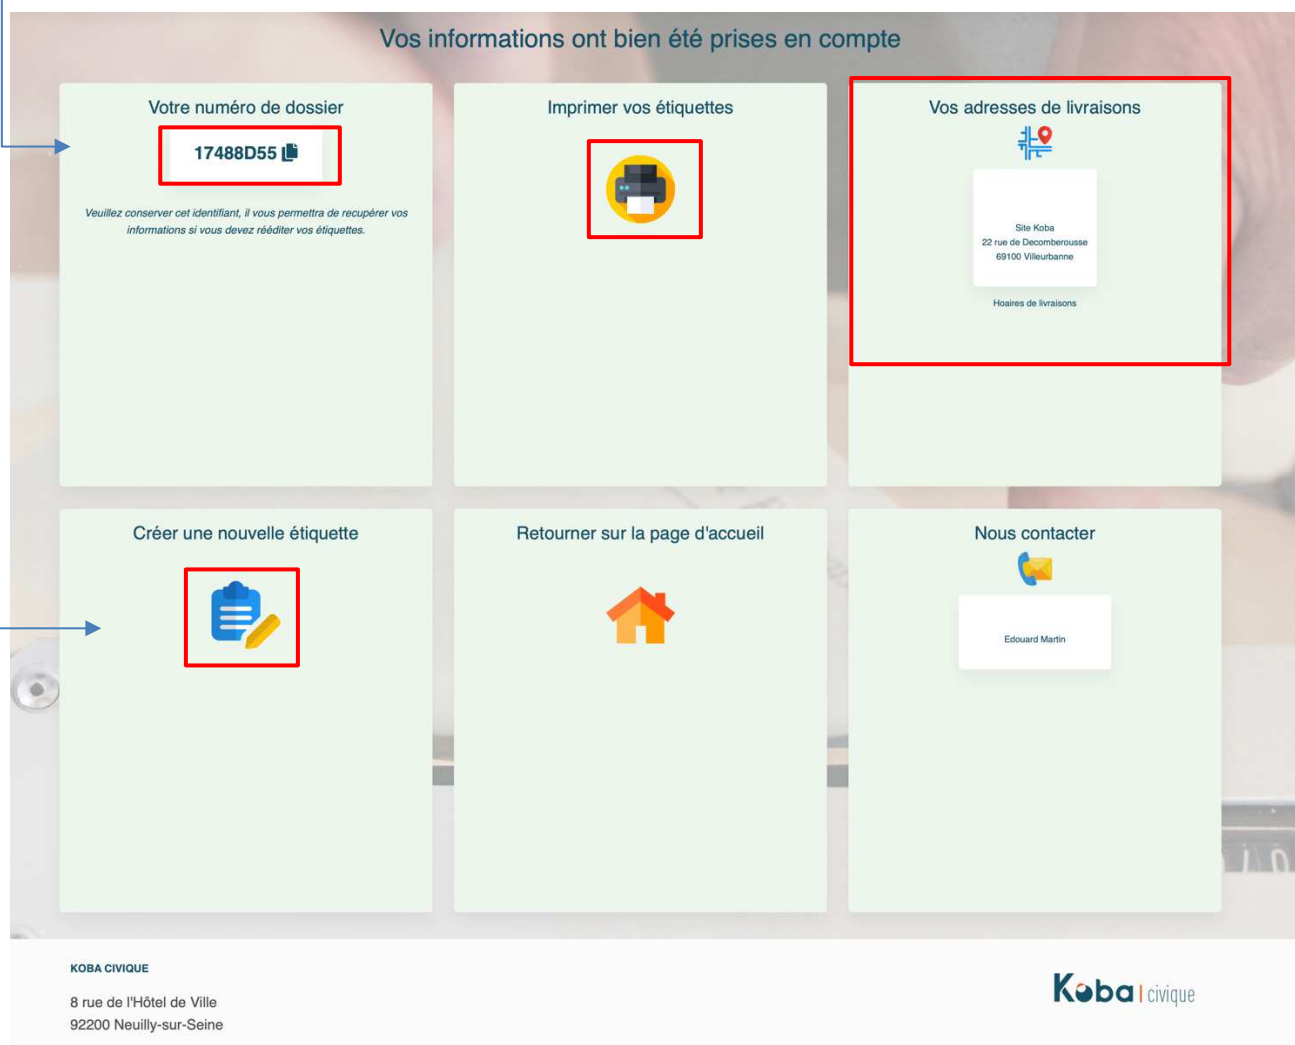 Vos informations ont bien été prises en compte
Votre numéro de dossier
17488D55
Veuillez conserver cet identifiant, il vous permettra de recupérer vos
informations si vous devez rééditer vos étiquettes.
Imprimer vos étiquettes
Vos adresses de livraisons
Site Koba
22 rue de Decomberousse
69100 Villeurbanne
Hoaires de livraisons
Créer une nouvelle étiquette
Retourner sur la page d'accueil
Nous contacter
Edouard Martin
KOBA CIVIQUE
8 rue de l'Hôtel de Ville
92200 Neuilly-sur-Seine
Koba | civique